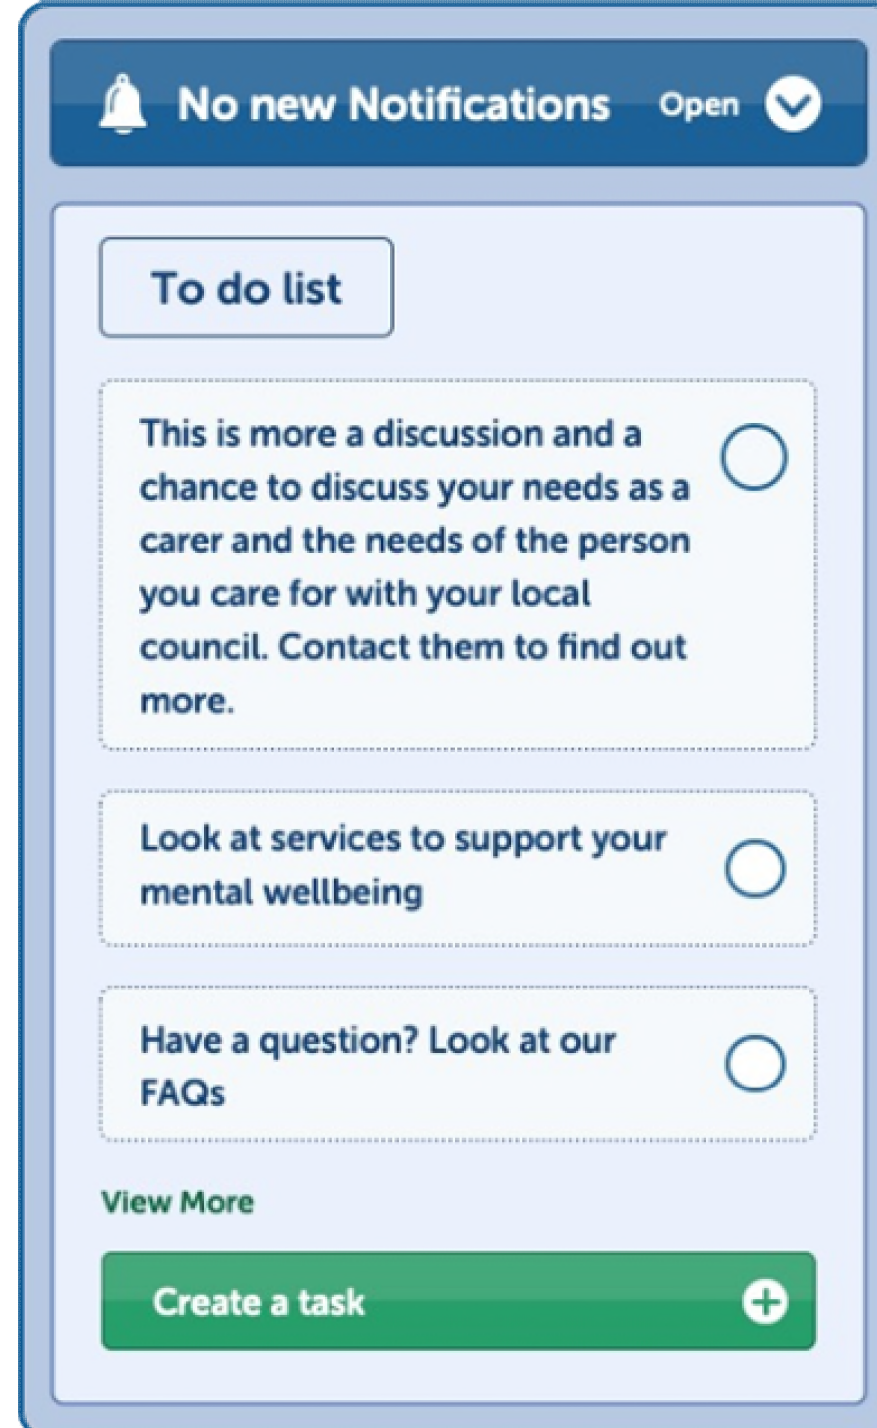 No new Notifications Open
To do list
This is more a discussion and a
chance to discuss your needs as a
carer and the needs of the person
you care for with your local
council. Contact them to find out
more.
Look at services to support your
mental wellbeing
Have a question? Look at our
FAQs
View More
Create a task